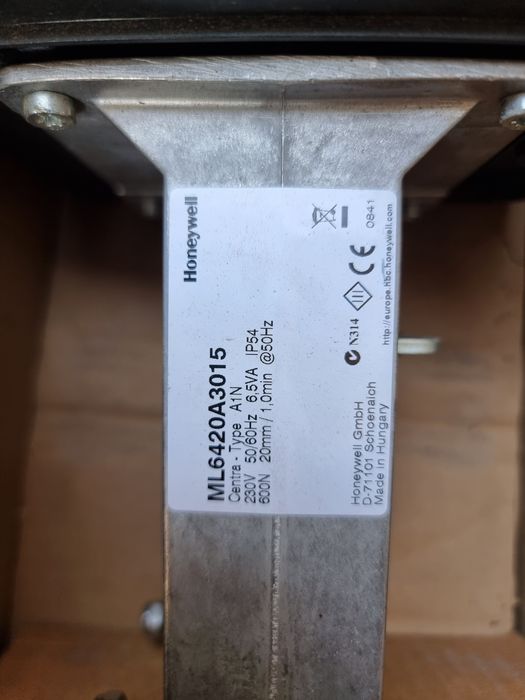 Honeywell
ML6420A3015
Centra - Type A1N
230V 50/60Hz 6.5VA IP54
600N 20mm / 1,0min @50Hz
N314
0841
Honeywell GmbH
D-71101 Schoenaich
Made in Hungary
http://europe.hbc.honeywell.com